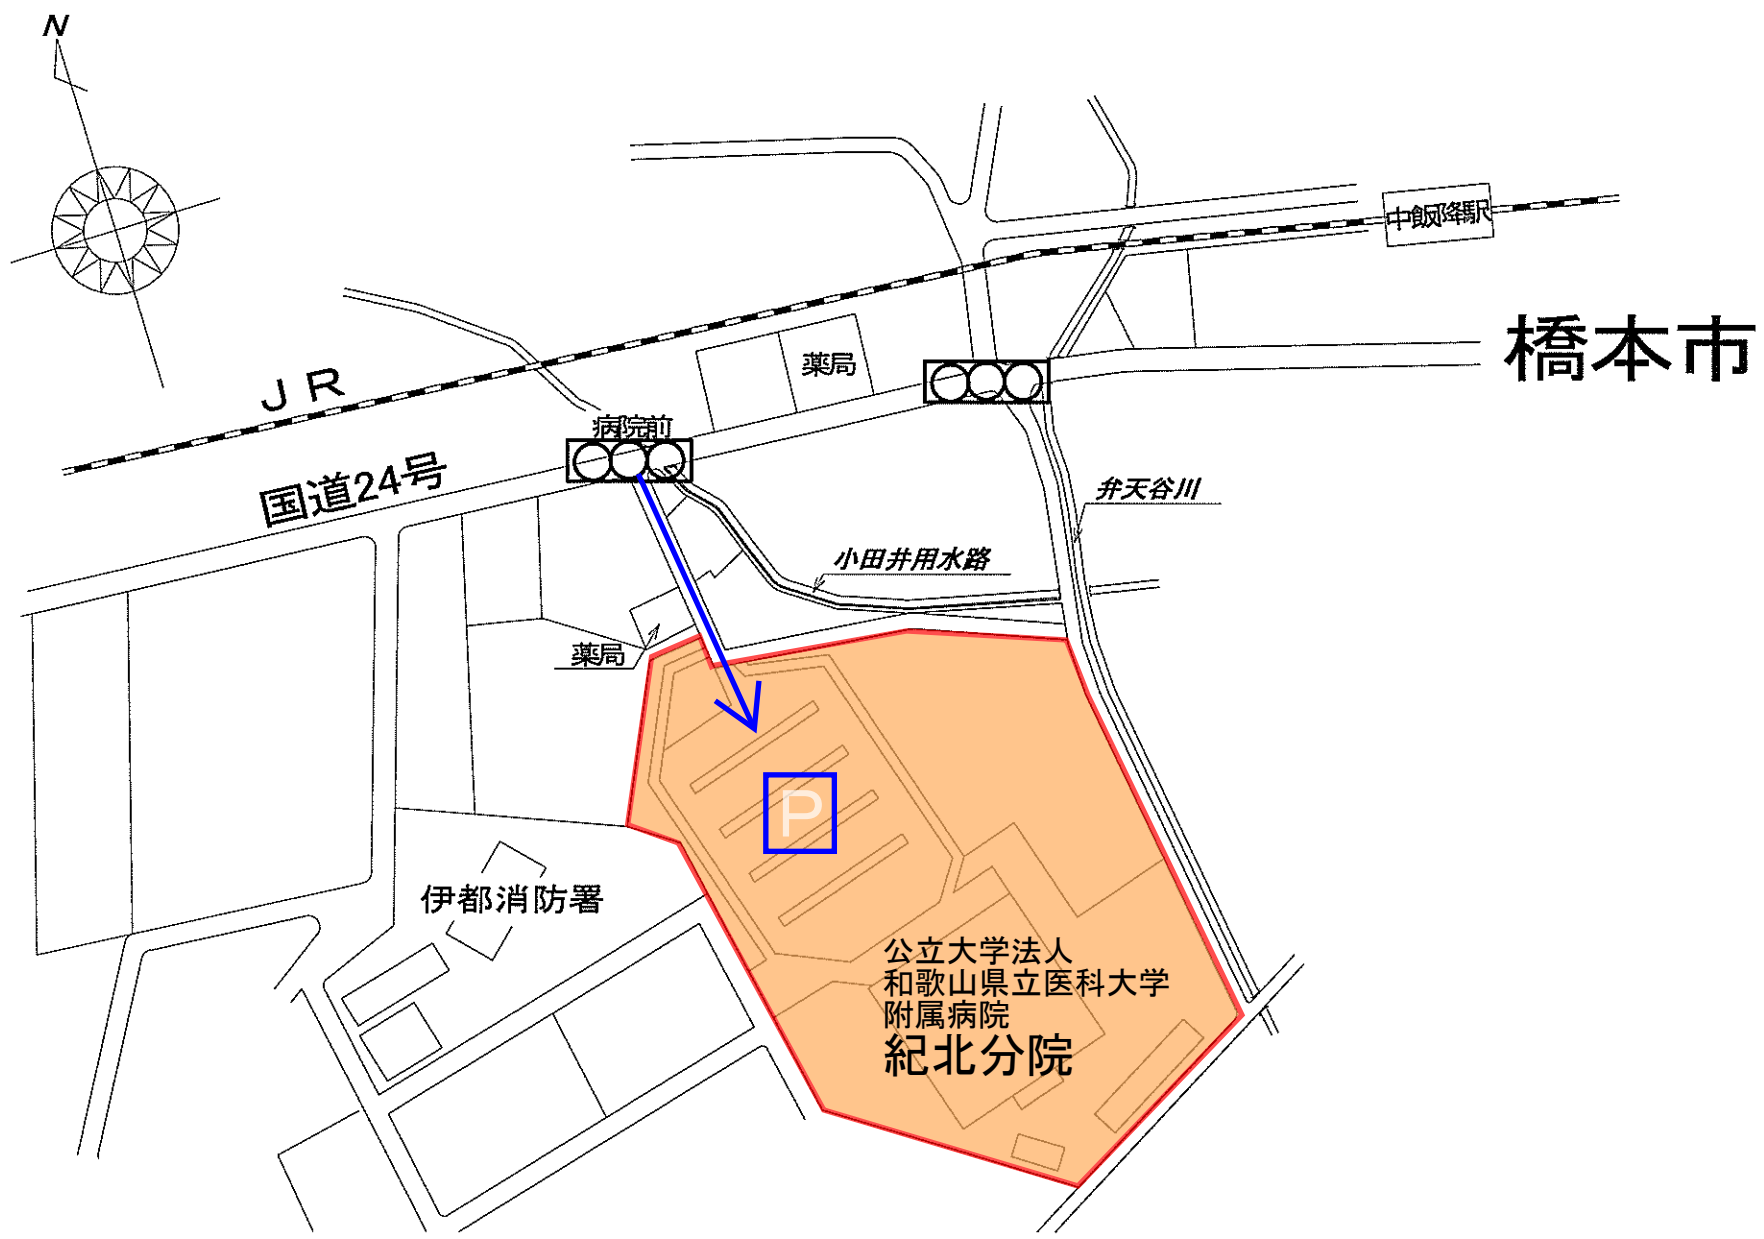 N
中飯降駅
橋本市
薬局
JR
病院前
国道24号
弁天谷川
小田井用水路
薬局
P
伊都消防署
公立大学法人
和歌山県立医科大学
附属病院
紀北分院